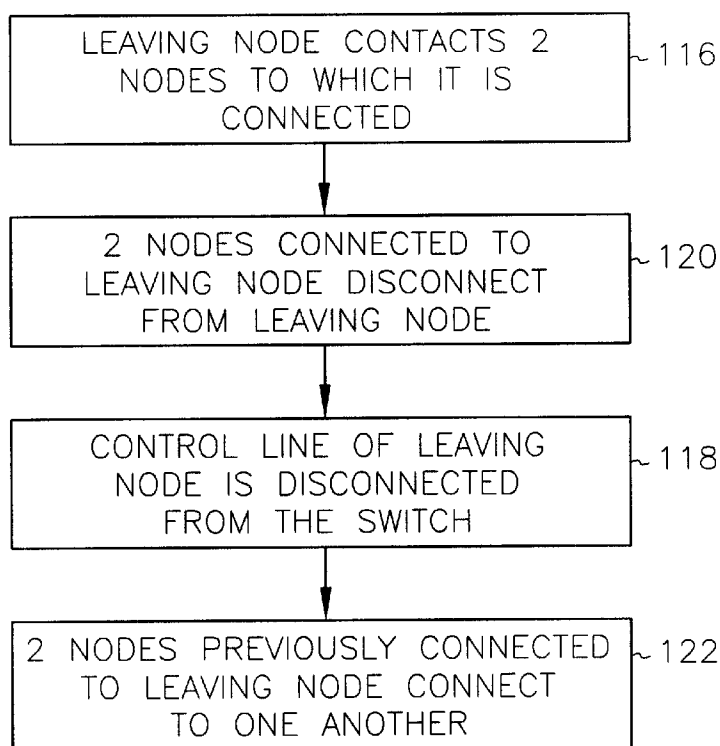 LEAVING NODE CONTACTS 2
NODES TO WHICH IT IS
CONNECTED
116
2 NODES CONNECTED TO
LEAVING NODE DISCONNECT
FROM LEAVING NODE
120
CONTROL LINE OF LEAVING
NODE IS DISCONNECTED
FROM THE SWITCH
118
2 NODES PREVIOUSLY CONNECTED
TO LEAVING NODE CONNECT
TO ONE ANOTHER
122